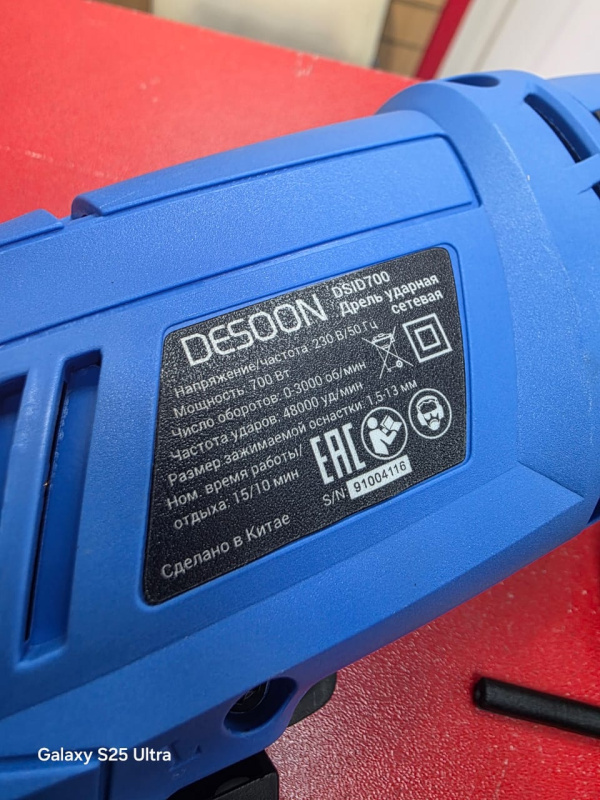 DESOON
DSID700
Дрель ударная
сетевая
Напряжение/частота: 230 В/50 Гц
Мощность: 700 Вт
Число оборотов: 0-3000 об/мин
Частота ударов: 48000 уд/мин
Размер зажимаемой оснастки: 1.5-13 мм
Ном. время работы/
отдыха: 15/10 мин
EAC
S/N: 91004116
Сделано в Китае
Galaxy S25 Ultra